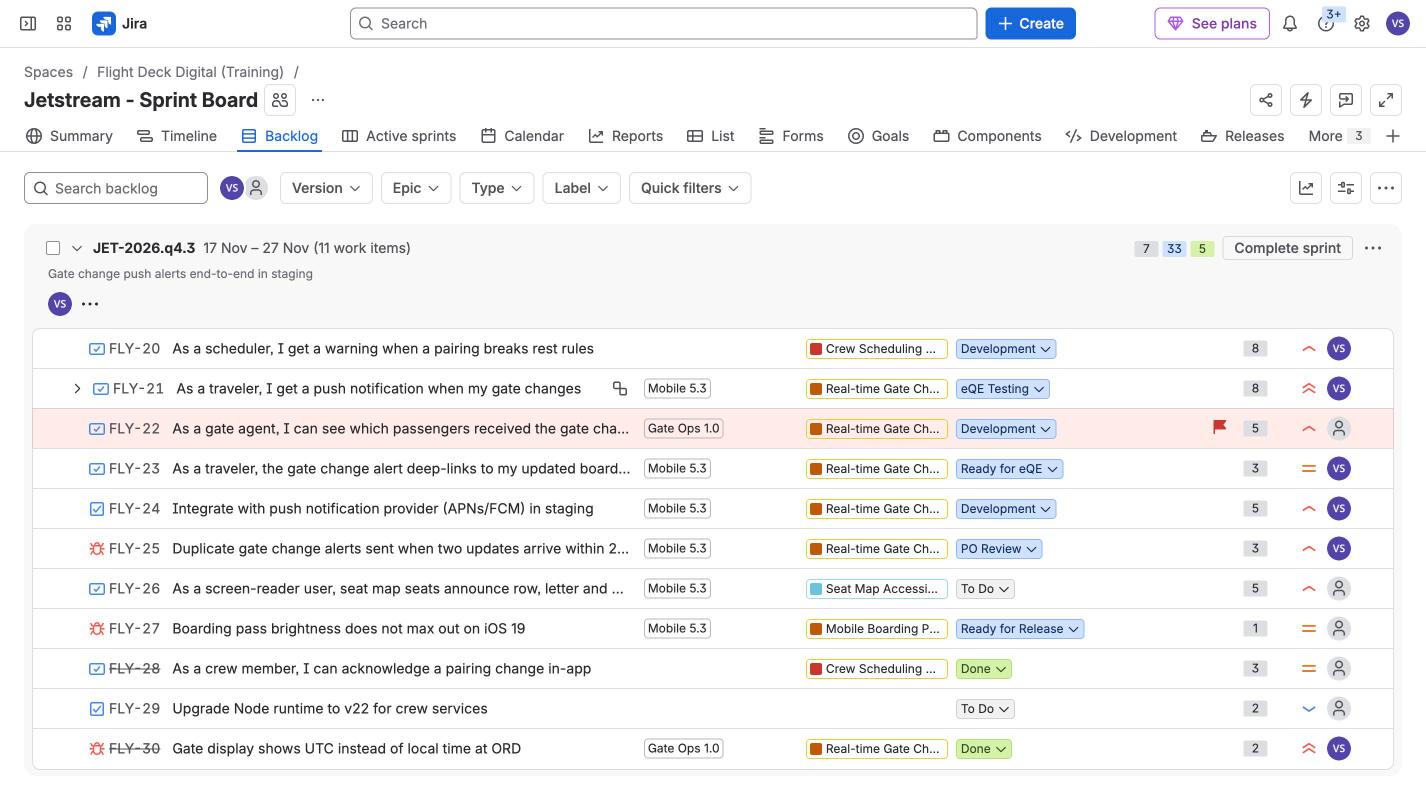 Jira
Search
Create
See plans
3+
VS
Spaces / Flight Deck Digital (Training) /
Jetstream - Sprint Board
Summary Timeline Backlog Active sprints Calendar Reports List Forms Goals Components Development Releases More 3
Search backlog VS Version Epic Type Label Quick filters
JET-2026.q4.3 17 Nov – 27 Nov (11 work items) 7 33 5 Complete sprint
Gate change push alerts end-to-end in staging
VS
FLY-20 As a scheduler, I get a warning when a pairing breaks rest rules Crew Scheduling ... Development 8 VS
FLY-21 As a traveler, I get a push notification when my gate changes Mobile 5.3 Real-time Gate Ch... eQE Testing 8 VS
FLY-22 As a gate agent, I can see which passengers received the gate cha... Gate Ops 1.0 Real-time Gate Ch... Development 5
FLY-23 As a traveler, the gate change alert deep-links to my updated board... Mobile 5.3 Real-time Gate Ch... Ready for eQE 3 VS
FLY-24 Integrate with push notification provider (APNs/FCM) in staging Mobile 5.3 Real-time Gate Ch... Development 5 VS
FLY-25 Duplicate gate change alerts sent when two updates arrive within 2... Mobile 5.3 Real-time Gate Ch... PO Review 3 VS
FLY-26 As a screen-reader user, seat map seats announce row, letter and ... Mobile 5.3 Seat Map Accessi... To Do 5
FLY-27 Boarding pass brightness does not max out on iOS 19 Mobile 5.3 Mobile Boarding P... Ready for Release 1
FLY-28 As a crew member, I can acknowledge a pairing change in-app Crew Scheduling ... Done 3
FLY-29 Upgrade Node runtime to v22 for crew services To Do 2
FLY-30 Gate display shows UTC instead of local time at ORD Gate Ops 1.0 Real-time Gate Ch... Done 2 VS